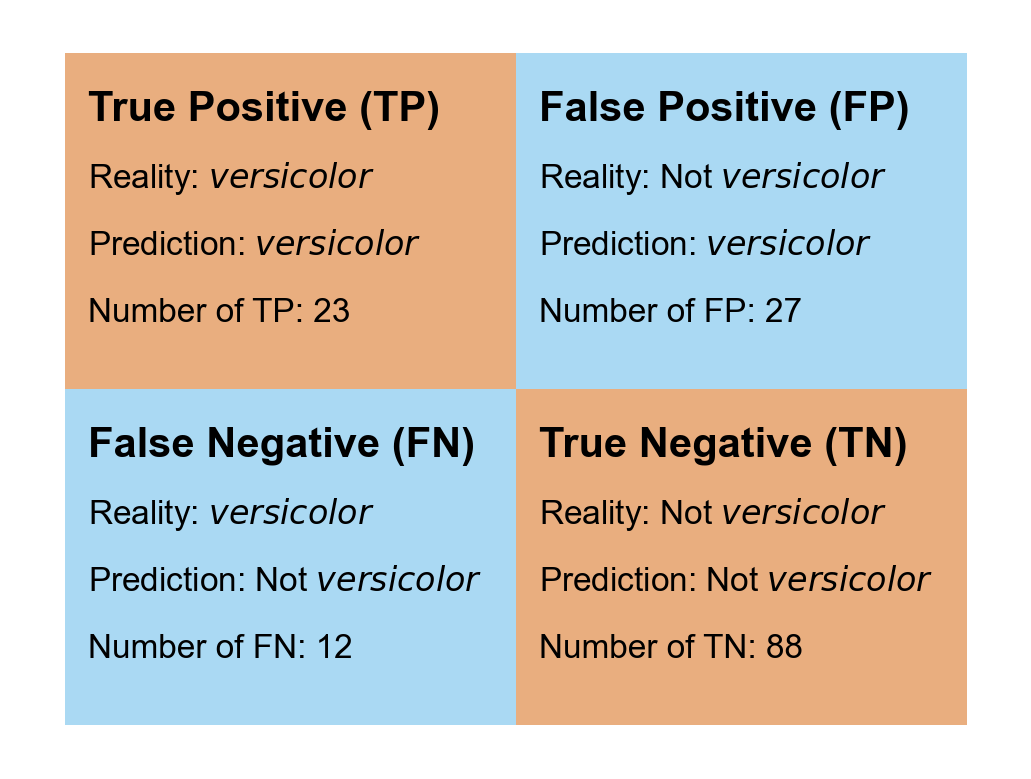 True Positive (TP)
Reality: versicolor
Prediction: versicolor
Number of TP: 23
False Positive (FP)
Reality: Not versicolor
Prediction: versicolor
Number of FP: 27
False Negative (FN)
Reality: versicolor
Prediction: Not versicolor
Number of FN: 12
True Negative (TN)
Reality: Not versicolor
Prediction: Not versicolor
Number of TN: 88